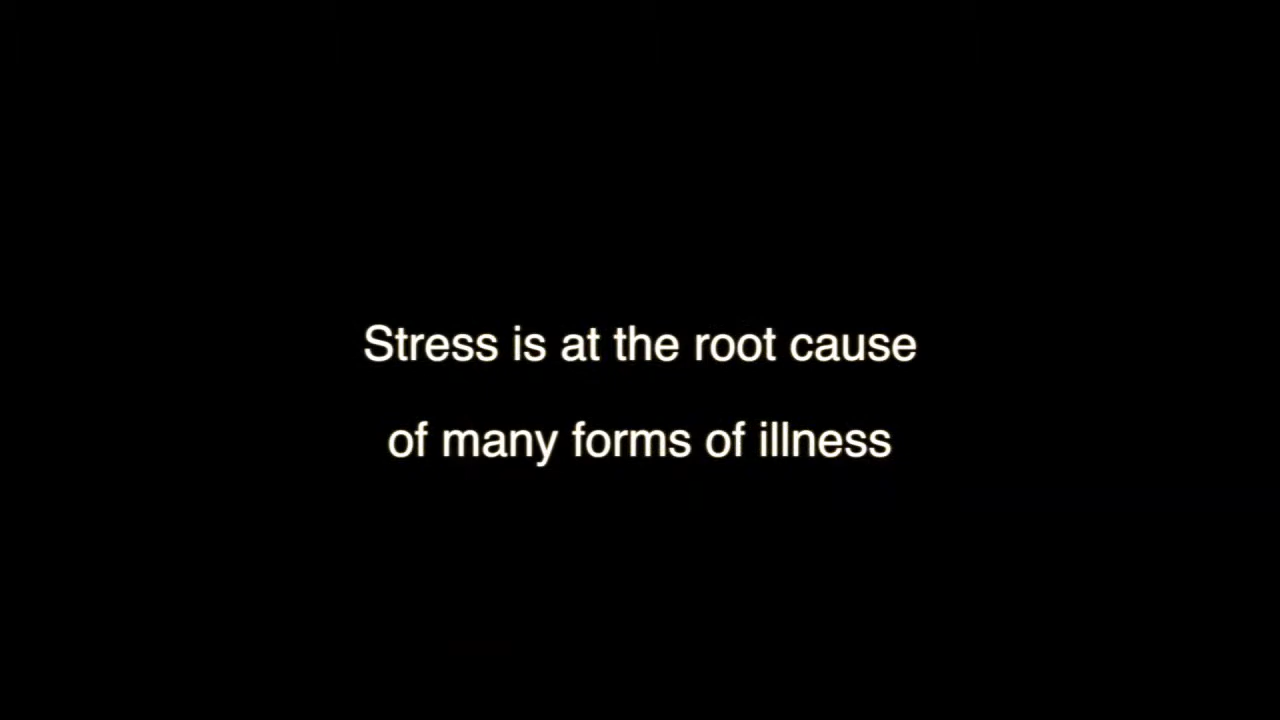 Stress is at the root cause
of many forms of illness